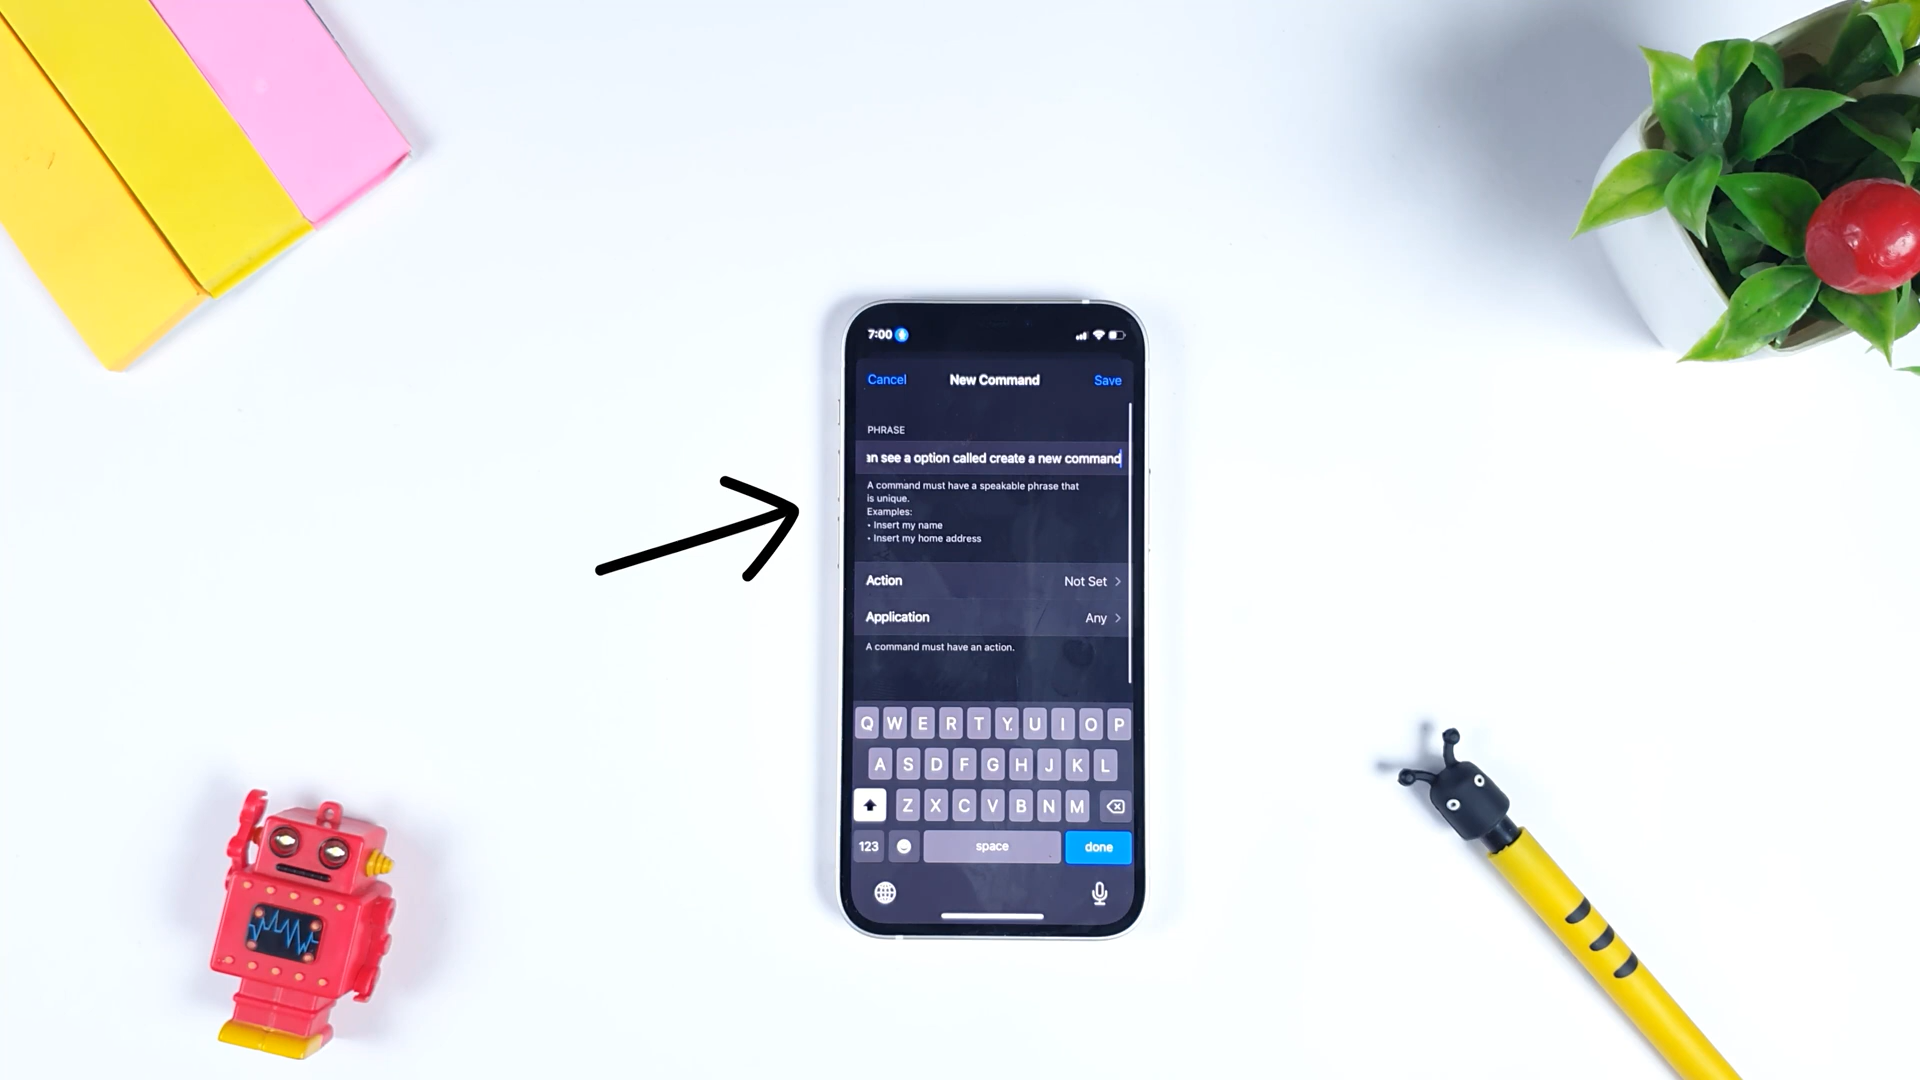 7:00
Cancel New Command Save
PHRASE
an see a option called create a new command
A command must have a speakable phrase that
is unique.
Examples:
• Insert my name
• Insert my home address
Action Not Set
Application Any
A command must have an action.
Q W E R T Y U I O P
A S D F G H J K L
Z X C V B N M
123 space done